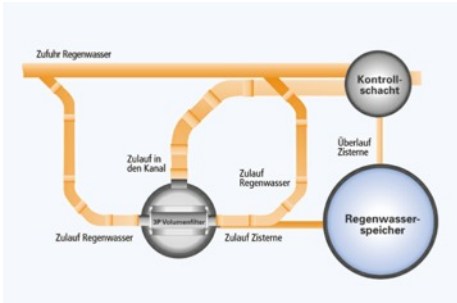 Zufuhr Regenwasser
Kontroll-
schacht
Überlauf
Zisterne
Zulauf in
den Kanal
Zulauf
Regenwasser
3P Volumenfilter
Regenwasser-
speicher
Zulauf Regenwasser
Zulauf Zisterne